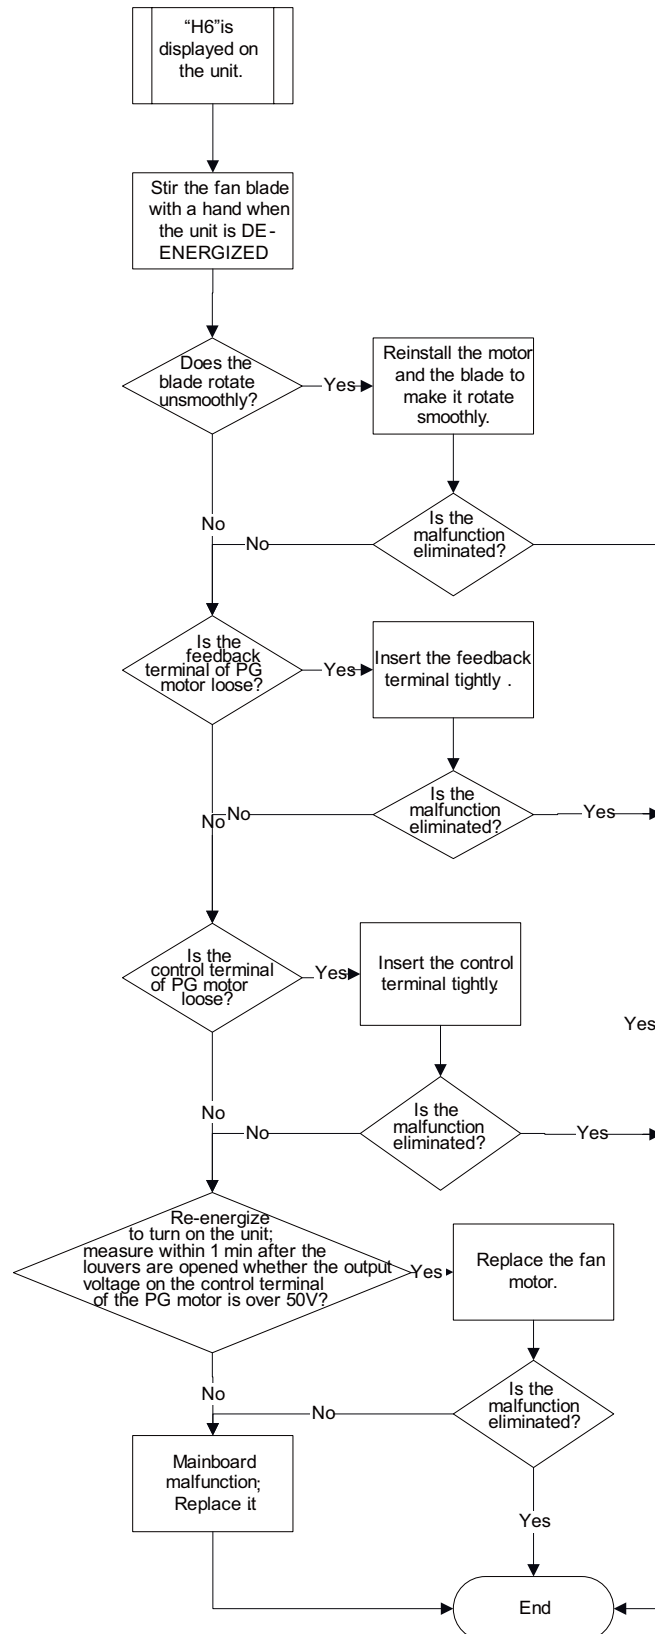 “H6”is
displayed on
the unit.
Stir the fan blade
with a hand when
the unit is DE-
ENERGIZED
Does the
blade rotate
unsmoothly?
Yes
Reinstall the motor
and the blade to
make it rotate
smoothly.
No
No
Is the
malfunction
eliminated?
Is the
feedback
terminal of PG
motor loose?
Yes
Insert the feedback
terminal tightly .
No
No
Is the
malfunction
eliminated?
Yes
Is the
control terminal
of PG motor
loose?
Yes
Insert the control
terminal tightly.
Yes
No
No
Is the
malfunction
eliminated?
Yes
Re-energize
to turn on the unit;
measure within 1 min after the
louvers are opened whether the output
voltage on the control terminal
of the PG motor is over 50V?
Yes
Replace the fan
motor.
No
No
Is the
malfunction
eliminated?
Mainboard
malfunction;
Replace it
Yes
End